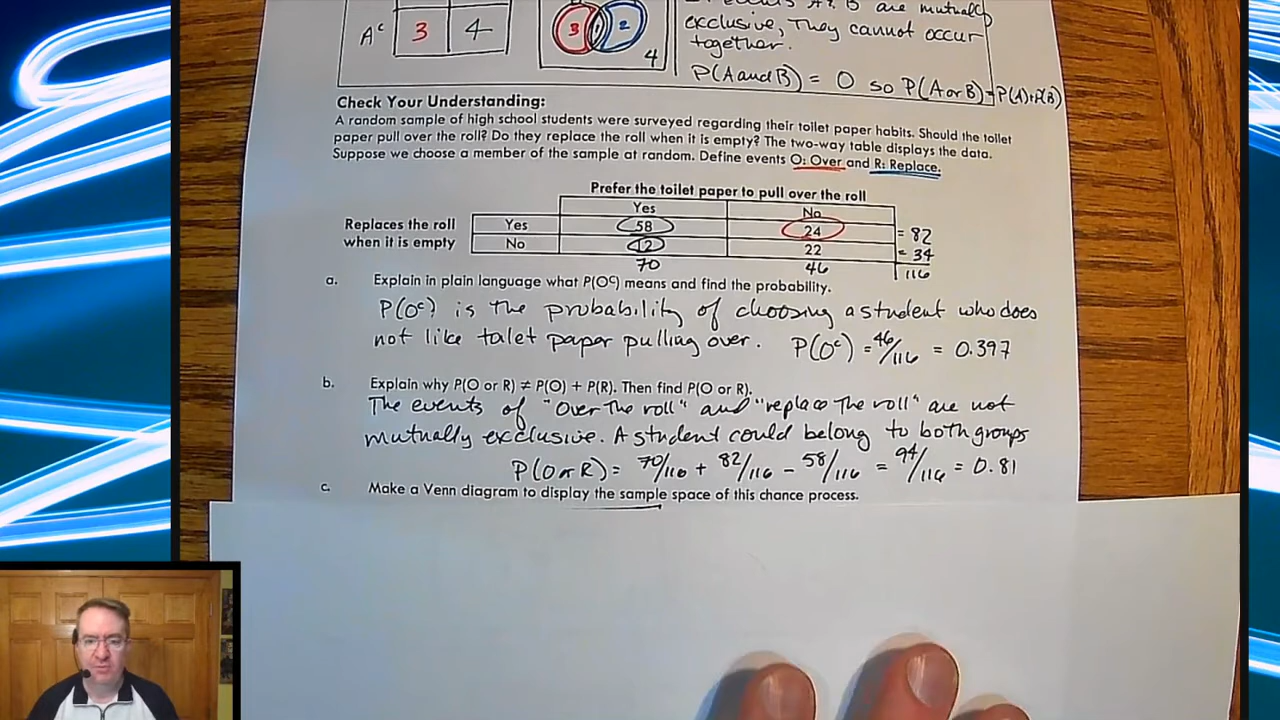 A & B are mutually
exclusive, They cannot occur
together.
P(A and B) = 0 so P(A or B) = P(A)+P(B)
Aᶜ 3 4
3 1 2
4
Check Your Understanding:
A random sample of high school students were surveyed regarding their toilet paper habits. Should the toilet
paper pull over the roll? Do they replace the roll when it is empty? The two-way table displays the data.
Suppose we choose a member of the sample at random. Define events O: Over and R: Replace.
Prefer the toilet paper to pull over the roll
Yes No
Replaces the roll Yes 58 24 = 82
when it is empty No 12 22 = 34
70 46 116
a. Explain in plain language what P(Oᶜ) means and find the probability.
P(Oᶜ) is the probability of choosing a student who does
not like toilet paper pulling over. P(Oᶜ) = 46/116 = 0.397
b. Explain why P(O or R) ≠ P(O) + P(R). Then find P(O or R).
The events of "Over The roll" and "replace The roll" are not
mutually exclusive. A student could belong to both groups
P(O or R) = 70/116 + 82/116 - 58/116 = 94/116 = 0.81
c. Make a Venn diagram to display the sample space of this chance process.